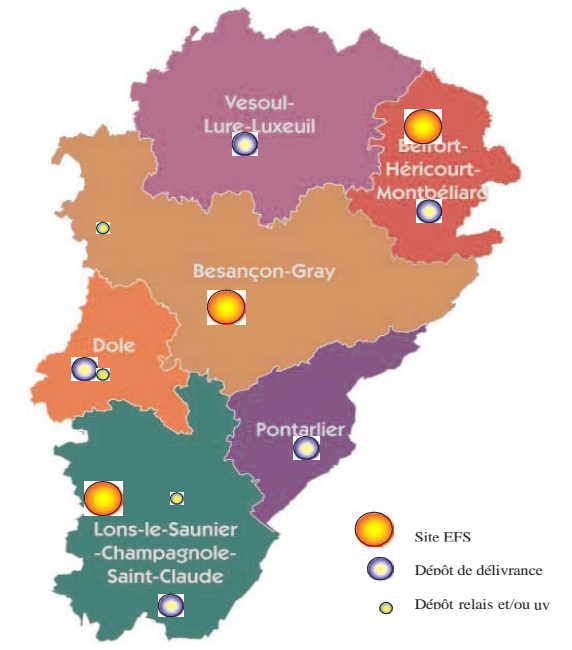 Vesoul-
Lure-Luxeuil
Belfort-
Héricourt-
Montbéliard
Besançon-Gray
Dole
Pontarlier
Lons-le-Saunier
-Champagnole-
Saint-Claude
Site EFS
Dépôt de délivrance
Dépôt relais et/ou uv